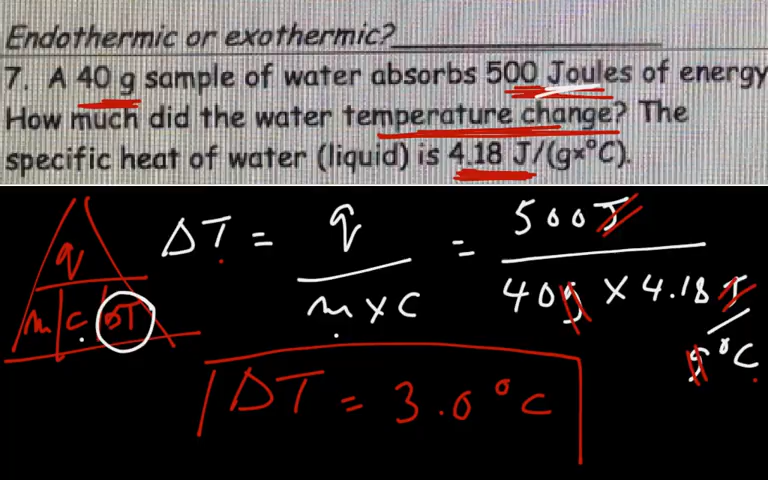 Endothermic or exothermic?
7. A 40 g sample of water absorbs 500 Joules of energy
How much did the water temperature change? The
specific heat of water (liquid) is 4.18 J/(g×°C).
q
m c ΔT
ΔT = q / m × C = 500 J / 40 g × 4.18 J / g °C
ΔT = 3.0 °C